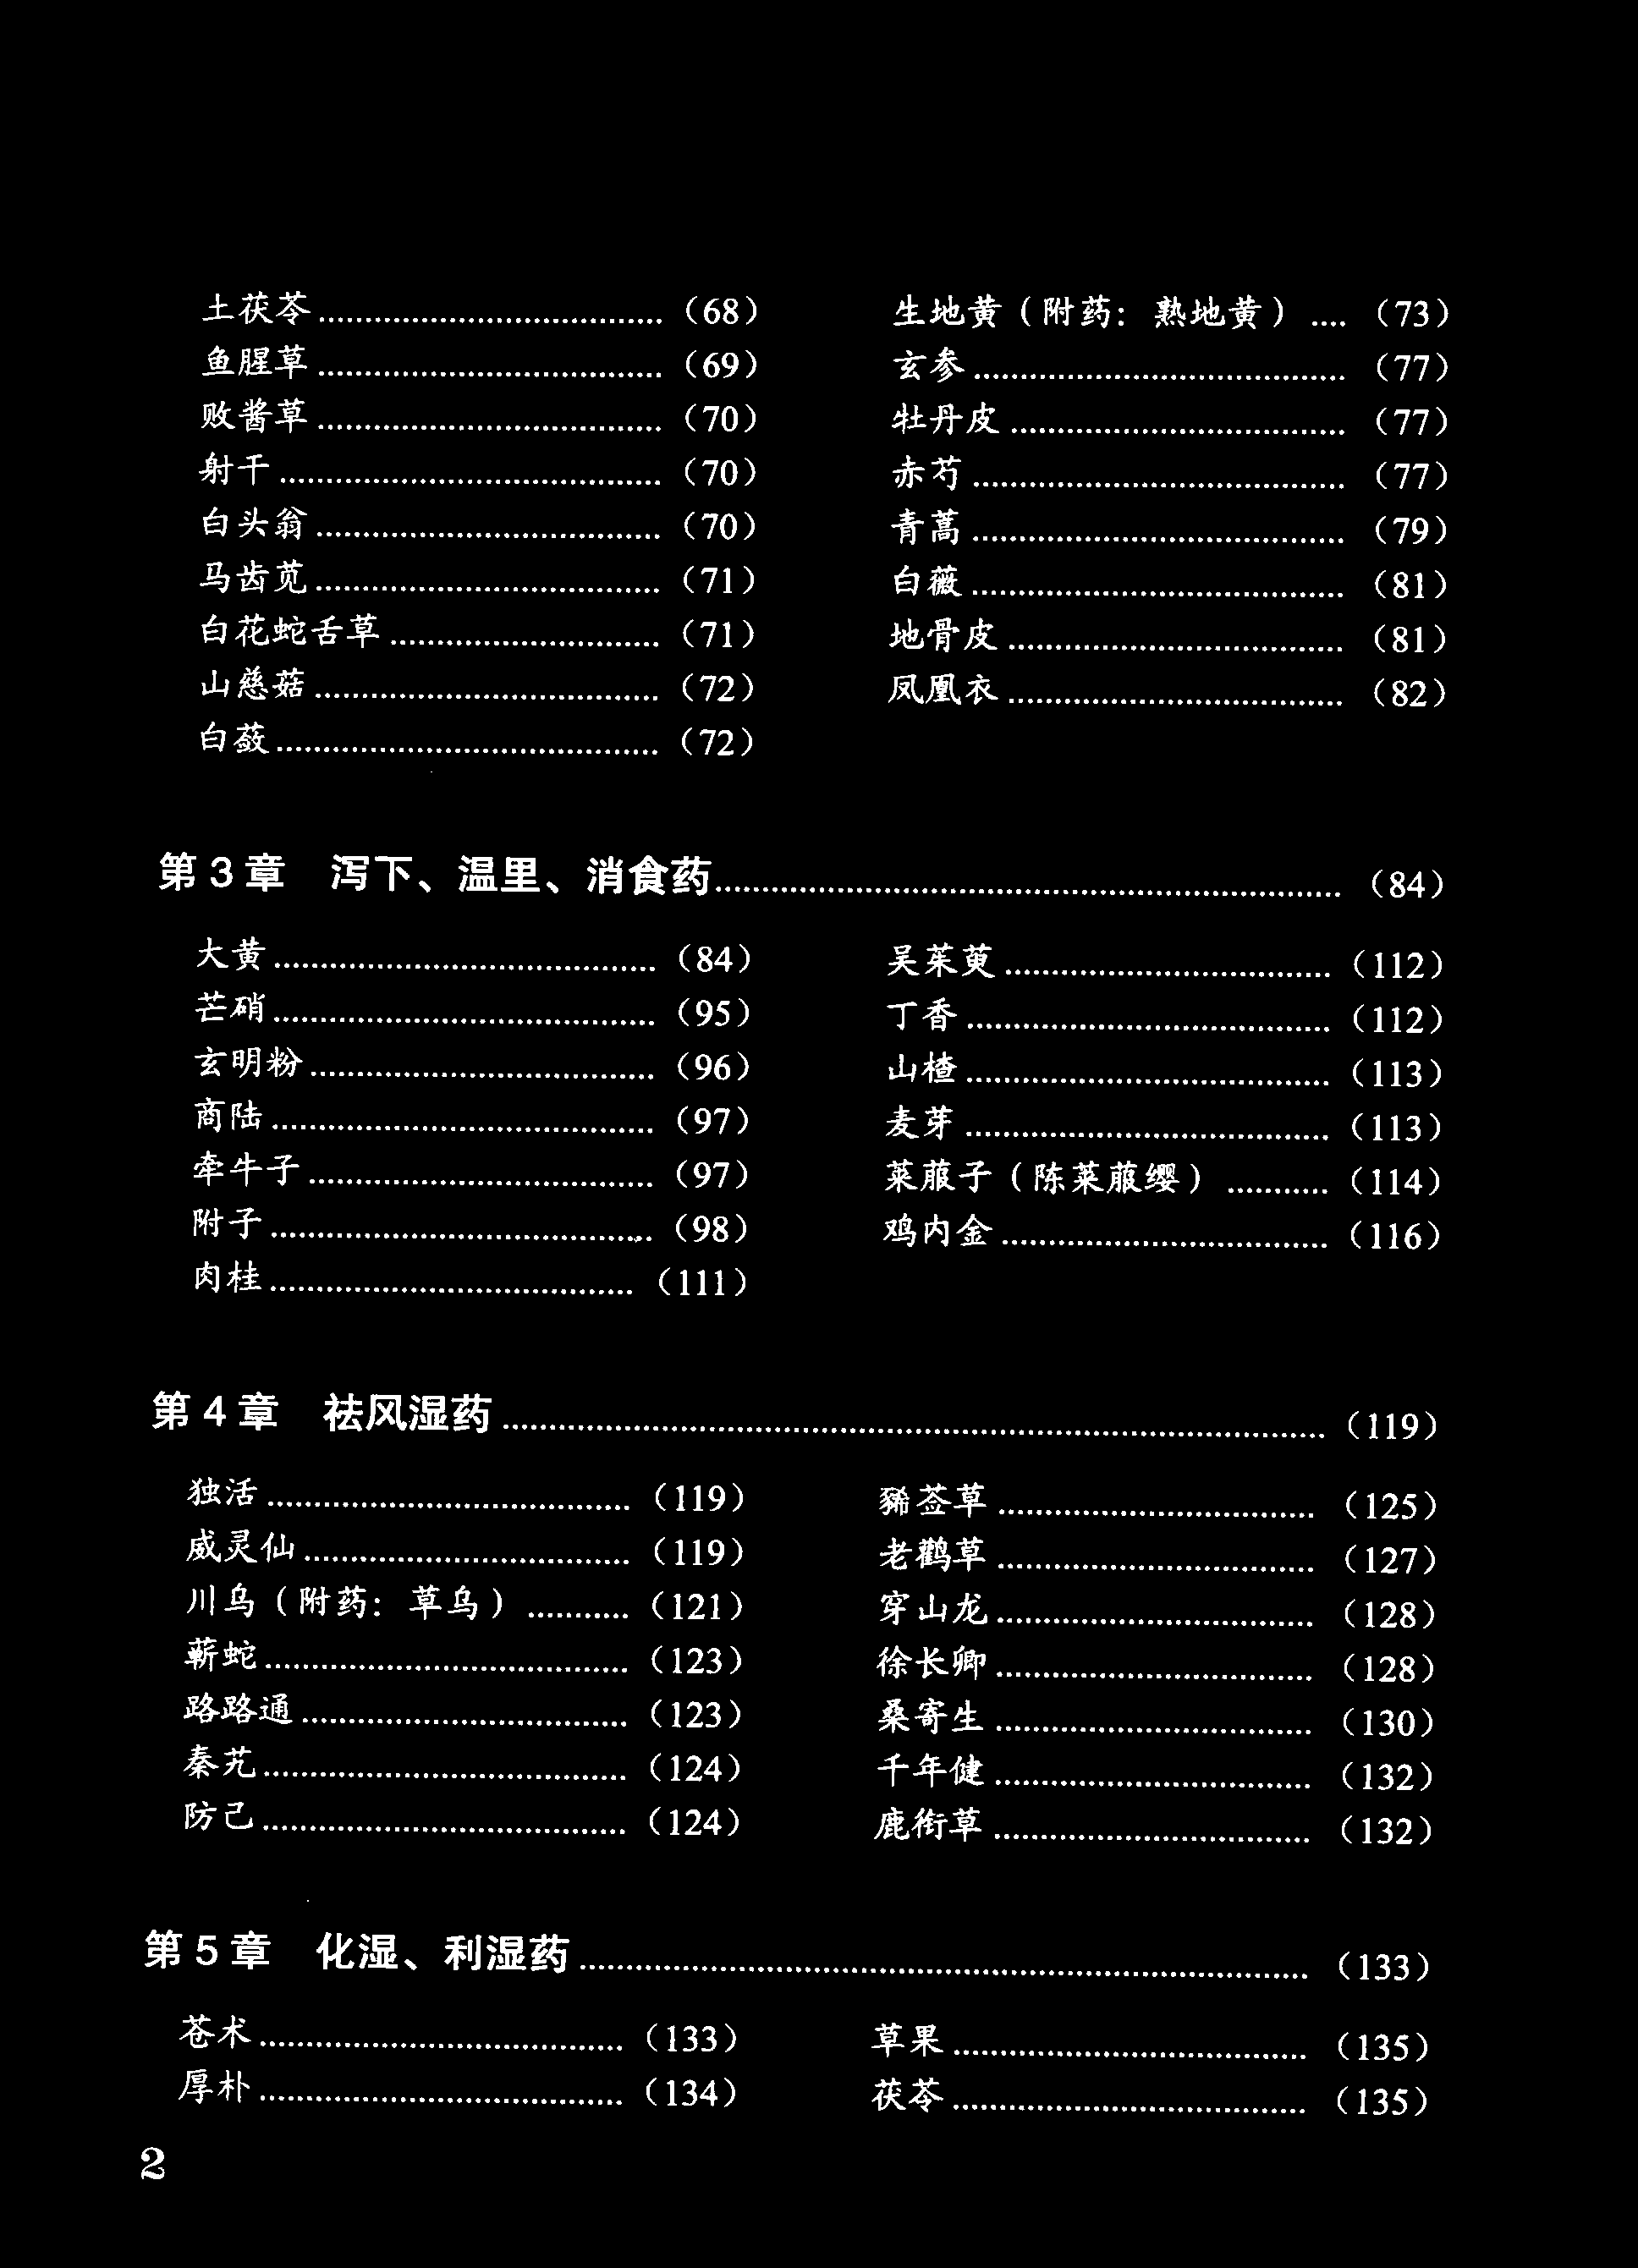 土茯苓 (68)
鱼腥草 (69)
败酱草 (70)
射干 (70)
白头翁 (70)
马齿苋 (71)
白花蛇舌草 (71)
山慈菇 (72)
白蔹 (72)
生地黄(附药:熟地黄) (73)
玄参 (77)
牡丹皮 (77)
赤芍 (77)
青蒿 (79)
白薇 (81)
地骨皮 (81)
凤凰衣 (82)
第3章 泻下、温里、消食药 (84)
大黄 (84)
芒硝 (95)
玄明粉 (96)
商陆 (97)
牵牛子 (97)
附子 (98)
肉桂 (111)
吴茱萸 (112)
丁香 (112)
山楂 (113)
麦芽 (113)
莱菔子(陈莱菔缨) (114)
鸡内金 (116)
第4章 祛风湿药 (119)
独活 (119)
威灵仙 (119)
川乌(附药:草乌) (121)
蕲蛇 (123)
路路通 (123)
秦艽 (124)
防己 (124)
豨莶草 (125)
老鹳草 (127)
穿山龙 (128)
徐长卿 (128)
桑寄生 (130)
千年健 (132)
鹿衔草 (132)
第5章 化湿、利湿药 (133)
苍术 (133)
厚朴 (134)
草果 (135)
茯苓 (135)
2